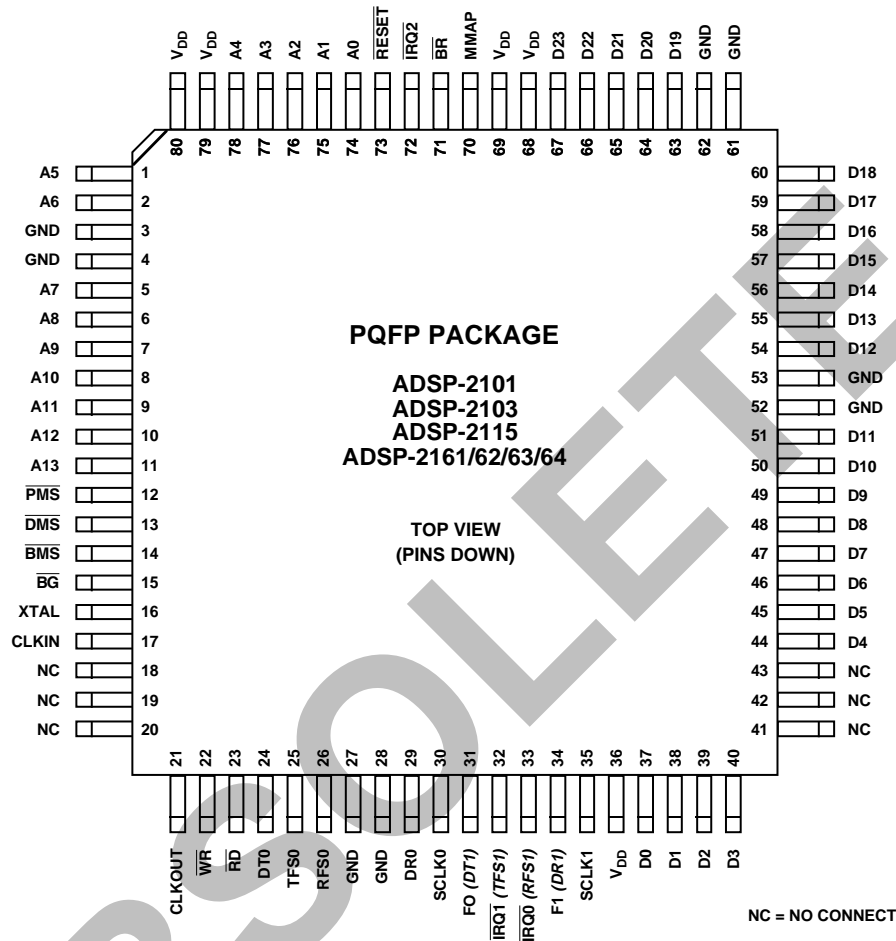 V_DD V_DD A4 A3 A2 A1 A0 RESET IRQ2 BR MMAP V_DD V_DD D23 D22 D21 D20 D19 GND GND
80 79 78 77 76 75 74 73 72 71 70 69 68 67 66 65 64 63 62 61
A5 1 60 D18
A6 2 59 D17
GND 3 58 D16
GND 4 57 D15
A7 5 56 D14
A8 6 55 D13
A9 7 54 D12
A10 8 53 GND
A11 9 52 GND
A12 10 51 D11
A13 11 50 D10
PMS 12 49 D9
DMS 13 48 D8
BMS 14 47 D7
BG 15 46 D6
XTAL 16 45 D5
CLKIN 17 44 D4
NC 18 43 NC
NC 19 42 NC
NC 20 41 NC
PQFP PACKAGE
ADSP-2101
ADSP-2103
ADSP-2115
ADSP-2161/62/63/64
TOP VIEW
(PINS DOWN)
21 22 23 24 25 26 27 28 29 30 31 32 33 34 35 36 37 38 39 40
CLKOUT WR RD DT0 TFS0 RFS0 GND GND DR0 SCLK0 FO (DT1) IRQ1 (TFS1) IRQ0 (RFS1) F1 (DR1) SCLK1 V_DD D0 D1 D2 D3
NC = NO CONNECT
OBSOLETE